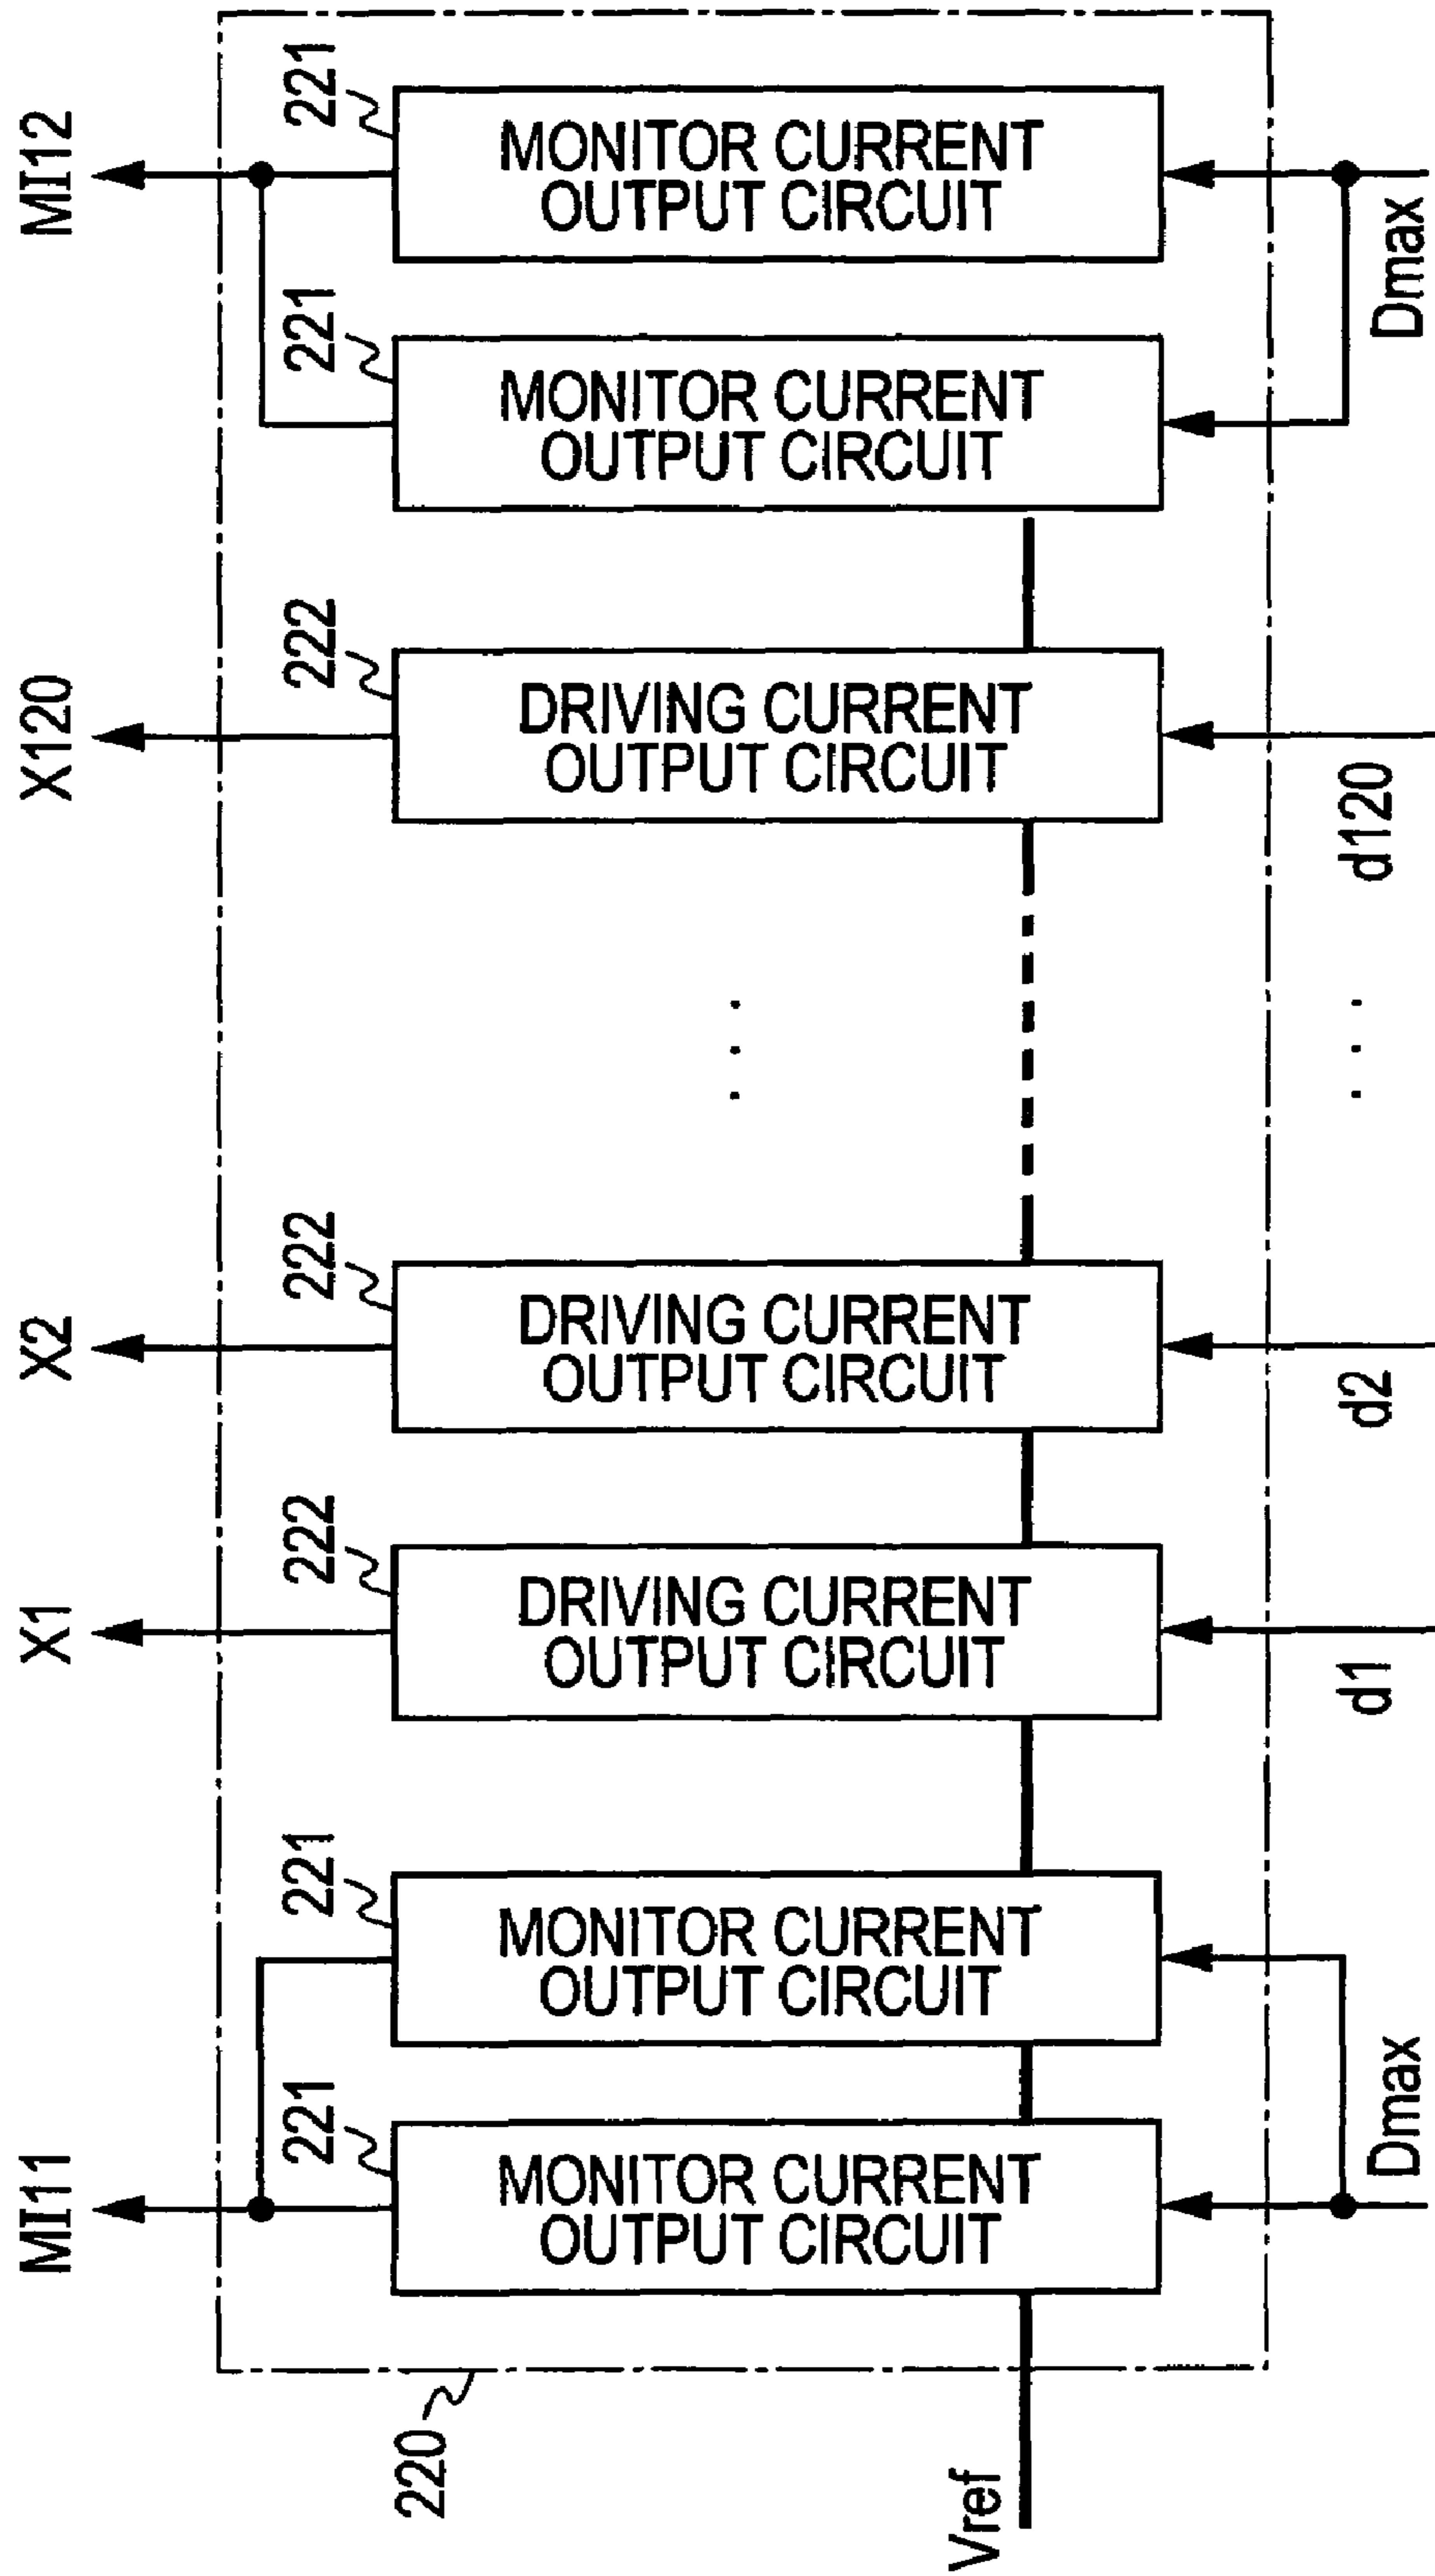 MI11
X1
X2
X120
MI12
220
221
221
222
222
222
221
221
MONITOR CURRENT
OUTPUT CIRCUIT
MONITOR CURRENT
OUTPUT CIRCUIT
DRIVING CURRENT
OUTPUT CIRCUIT
DRIVING CURRENT
OUTPUT CIRCUIT
. . .
DRIVING CURRENT
OUTPUT CIRCUIT
MONITOR CURRENT
OUTPUT CIRCUIT
MONITOR CURRENT
OUTPUT CIRCUIT
Vref
Dmax
d1
d2
. . .
d120
Dmax